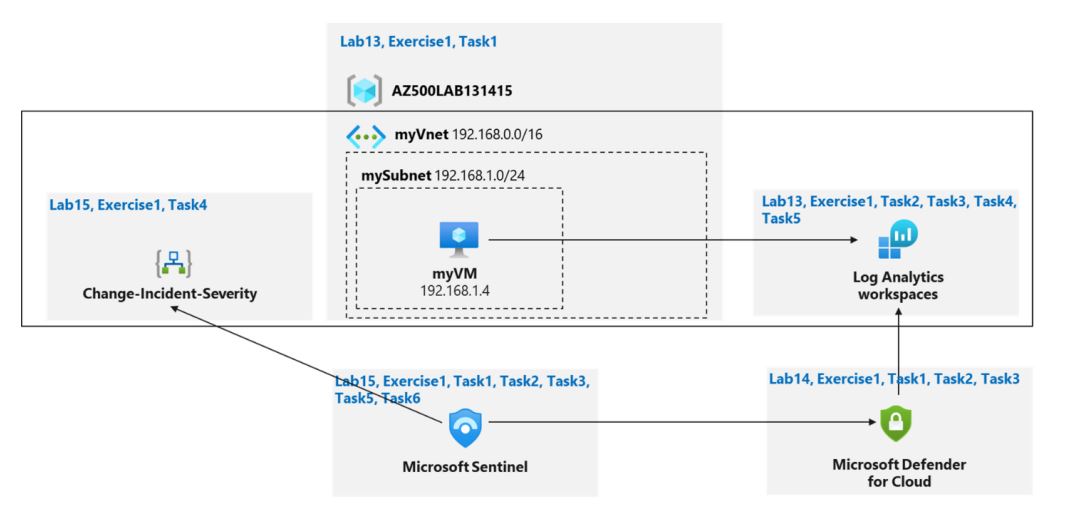 Lab13, Exercise1, Task1
AZ500LAB131415
myVnet 192.168.0.0/16
mySubnet 192.168.1.0/24
myVM
192.168.1.4
Lab15, Exercise1, Task4
Change-Incident-Severity
Lab13, Exercise1, Task2, Task3, Task4,
Task5
Log Analytics
workspaces
Lab15, Exercise1, Task1, Task2, Task3,
Task5, Task6
Microsoft Sentinel
Lab14, Exercise1, Task1, Task2, Task3
Microsoft Defender
for Cloud